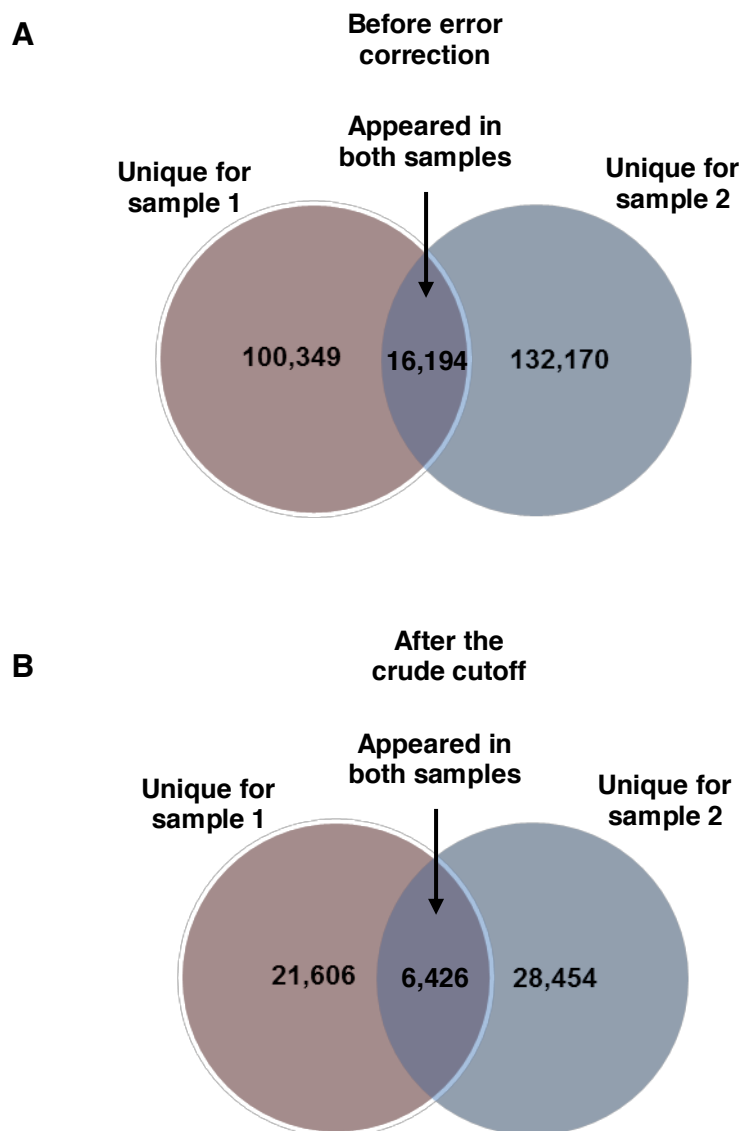 A
Before error
correction
Appeared in
both samples
Unique for
sample 1
Unique for
sample 2
100,349
16,194
132,170
B
After the
crude cutoff
Appeared in
both samples
Unique for
sample 1
Unique for
sample 2
21,606
6,426
28,454